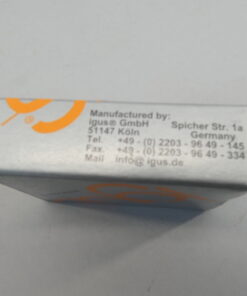 Manufactured by:
igus® GmbH Spicher Str. 1a
51147 Köln Germany
Tel. +49 - (0) 2203 - 96 49 - 145
Fax. +49 - (0) 2203 - 96 49 - 334
Mail info@igus.de
®